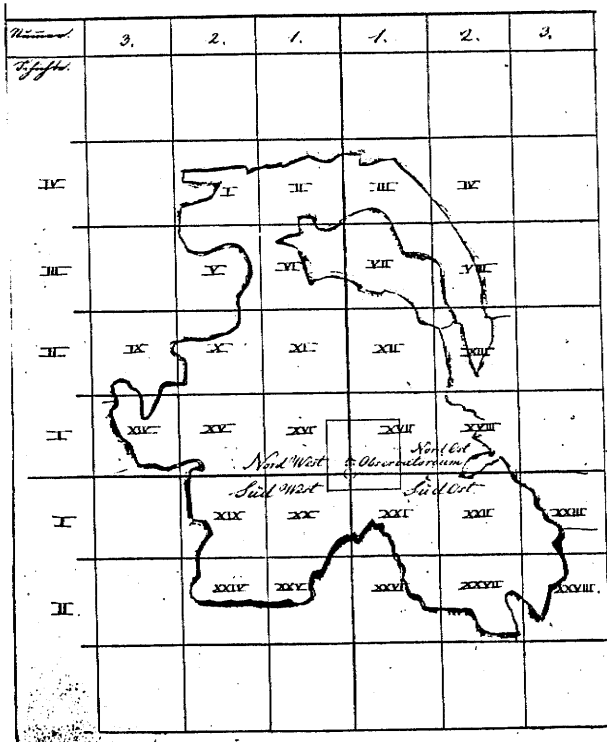 Numer. 3. 2. 1. 1. 2. 3.
Schichte.
IV I II III IV
III V VI VII VIII
II IX X XI XII XIII
I XIV XV XVI XVII XVIII
Nord West z. Observatorium Nord Ost
Süd West Süd Ost
I XIX XX XXI XXII XXIII
II XXIV XXV XXVI XXVII XXVIII